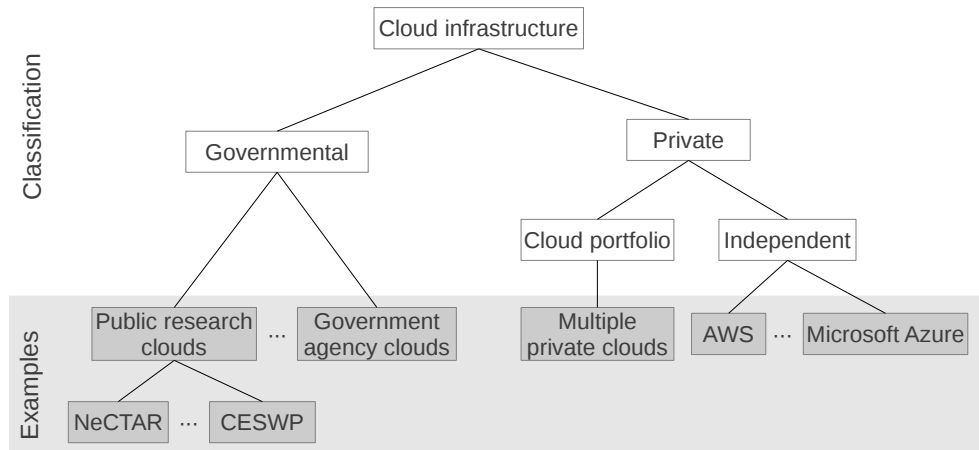 Cloud infrastructure
Classification
Governmental
Private
Cloud portfolio
Independent
Examples
Public research
clouds
...
Government
agency clouds
Multiple
private clouds
AWS
...
Microsoft Azure
NeCTAR
...
CESWP